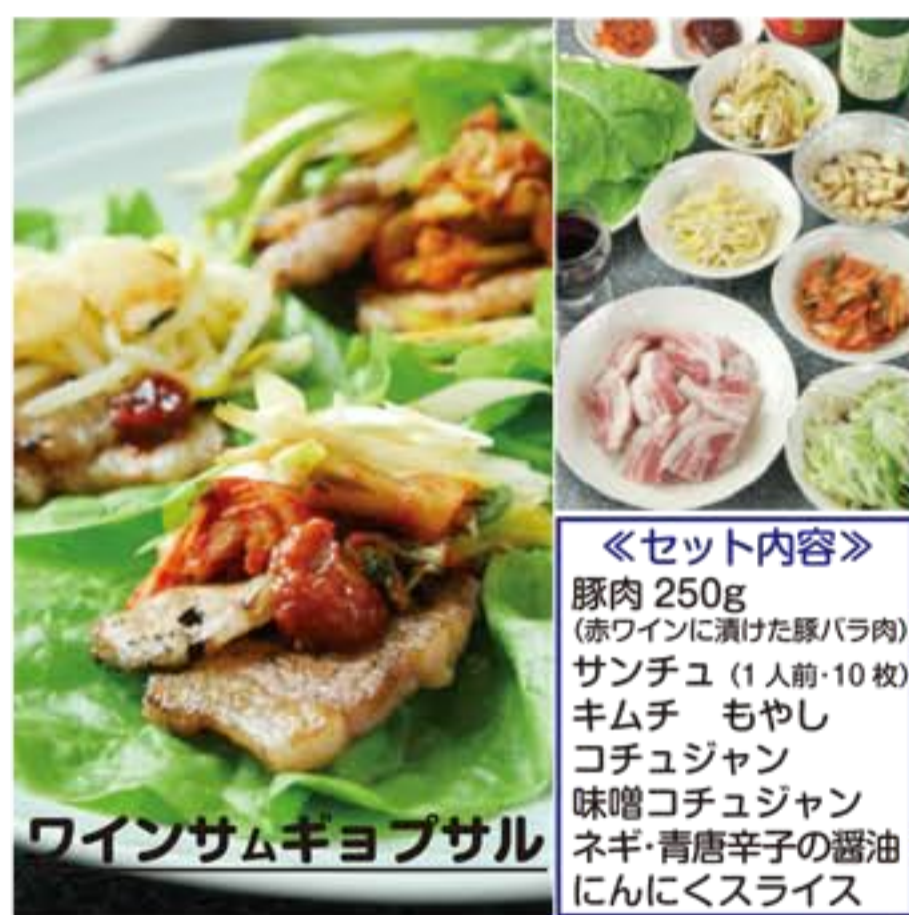 ワインサムギョプサル
≪セット内容≫
豚肉 250g
(赤ワインに漬けた豚バラ肉)
サンチュ (1 人前･10 枚)
キムチ　もやし
コチュジャン
味噌コチュジャン
ネギ･青唐辛子の醤油
にんにくスライス